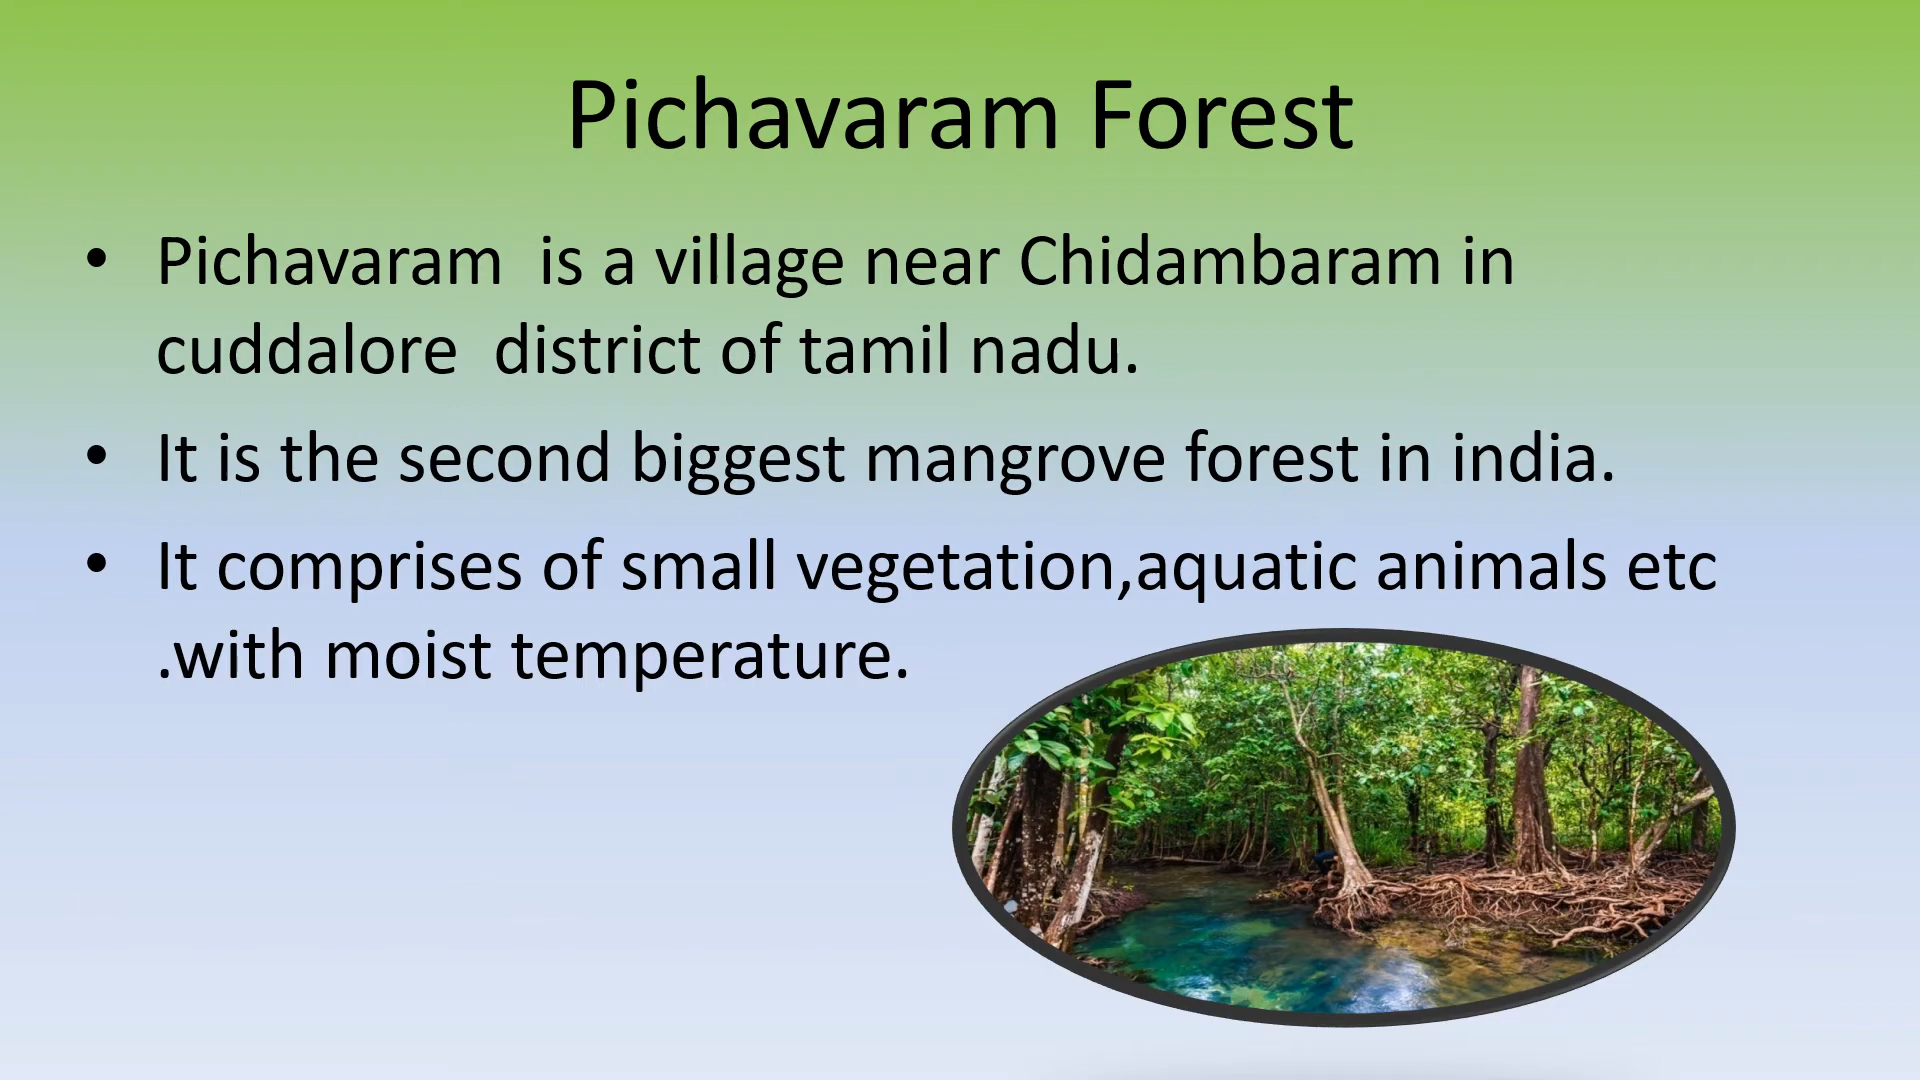 Pichavaram Forest
• Pichavaram  is a village near Chidambaram in
cuddalore  district of tamil nadu.
• It is the second biggest mangrove forest in india.
• It comprises of small vegetation,aquatic animals etc
.with moist temperature.